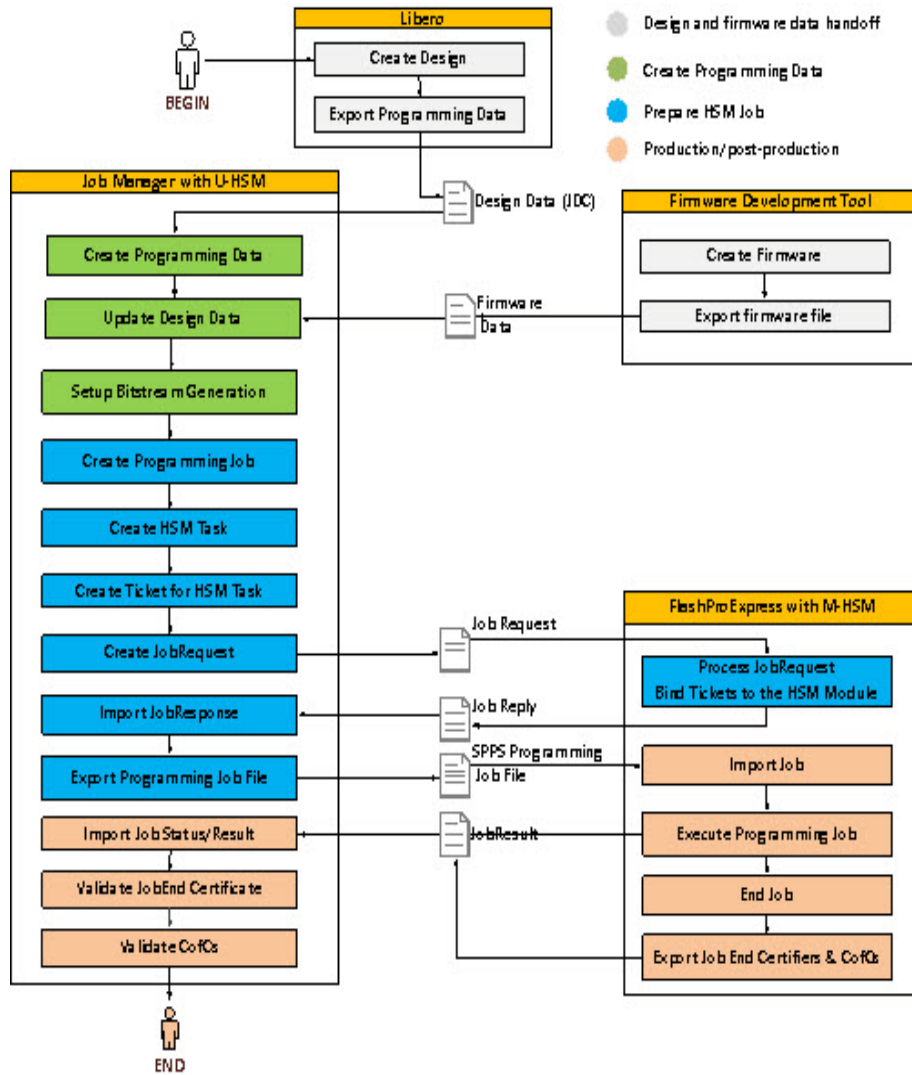 Libero
Create Design
Export Programming Data
BEGIN
Design and firmware data handoff
Create Programming Data
Prepare HSM Job
Production/post-production
Job Manager with U-HSM
Design Data (JDC)
Firmware Development Tool
Create Programming Data
Create Firmware
Update Design Data
Firmware
Data
Export firmware file
Setup Bitstream Generation
Create Programming Job
Create HSM Task
Create Ticket for HSM Task
FlashProExpress with M-HSM
Create JobRequest
Job Request
Process JobRequest
Bind Tickets to the HSM Module
Import JobResponse
Job Reply
Export Programming Job File
SPPS Programming
Job File
Import Job
Import JobStatus/Result
JobResult
Execute Programming Job
Validate JobEnd Certificate
End Job
Validate CofCs
Export Job End Certifiers & CofCs
END